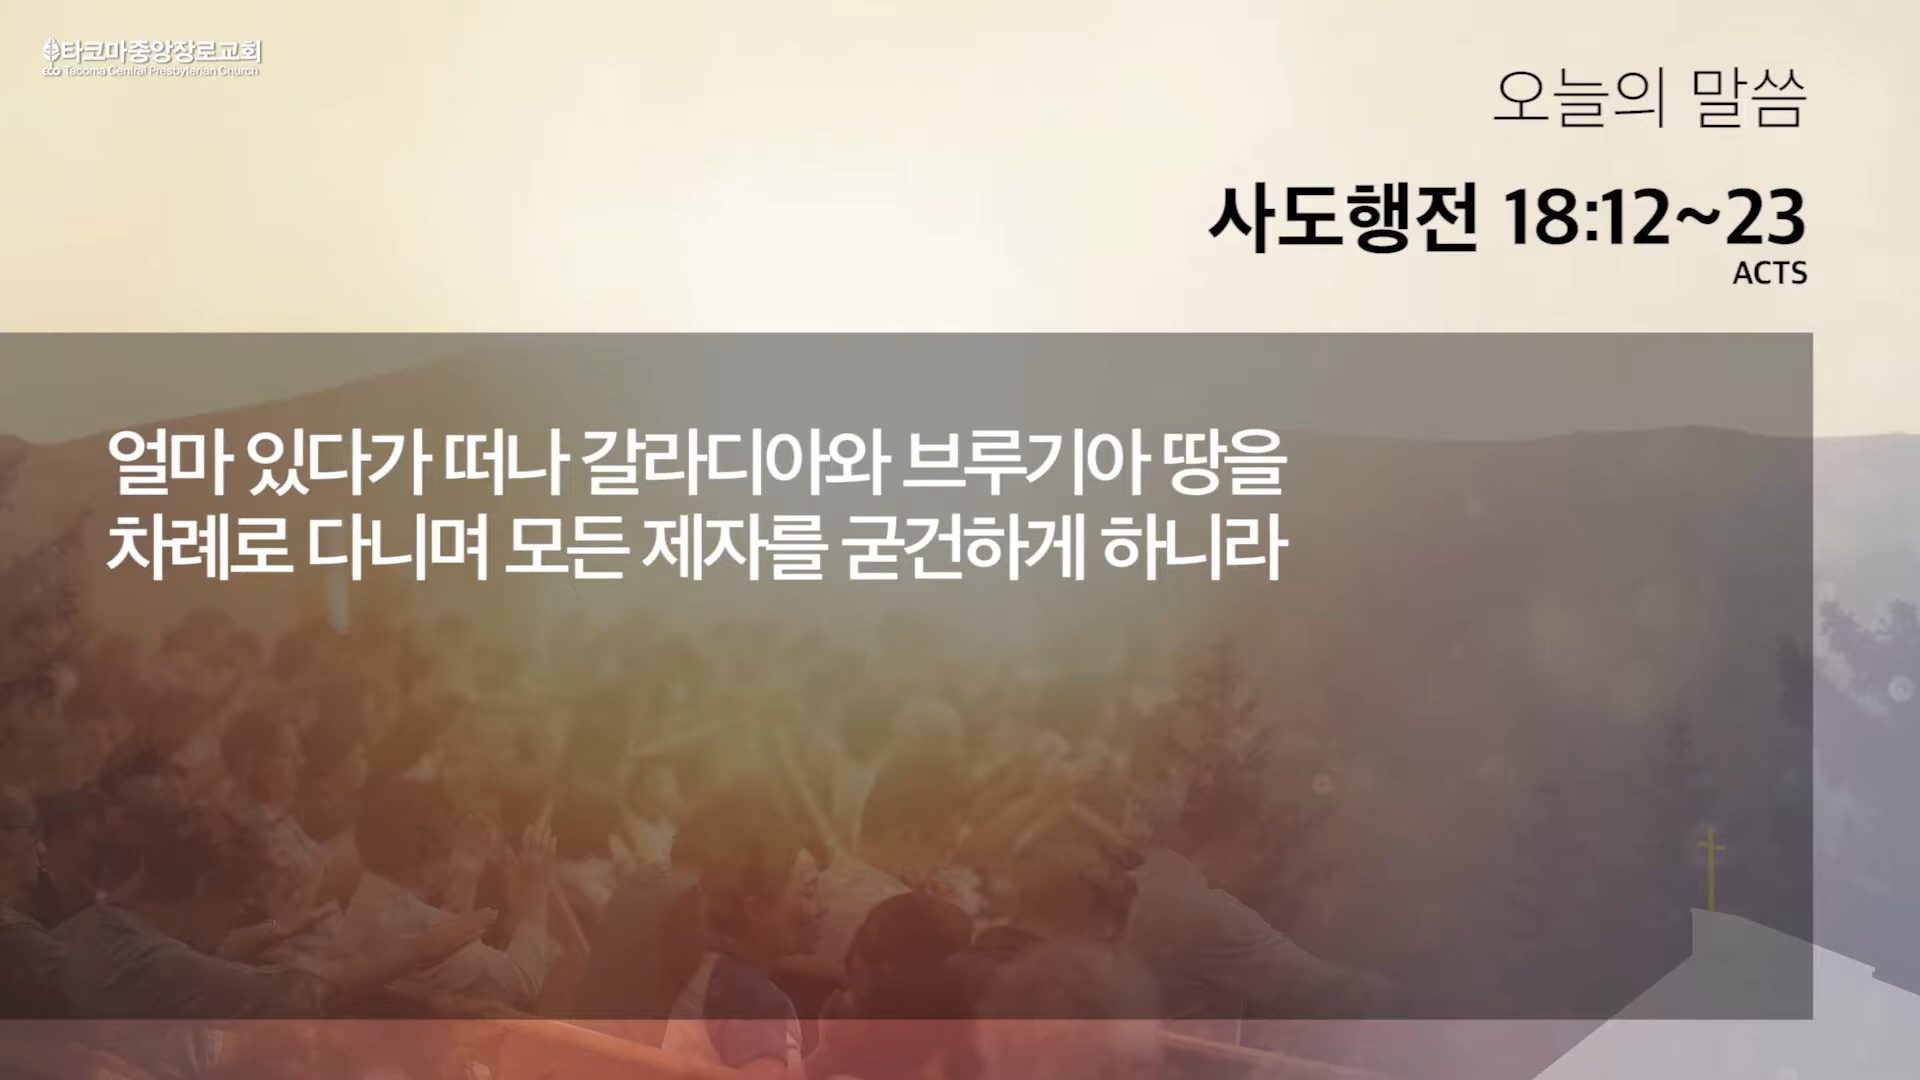 타코마중앙장로교회
ECO Tacoma Central Presbyterian Church
오늘의 말씀
사도행전 18:12~23
ACTS
얼마 있다가 떠나 갈라디아와 브루기아 땅을
차례로 다니며 모든 제자를 굳건하게 하니라